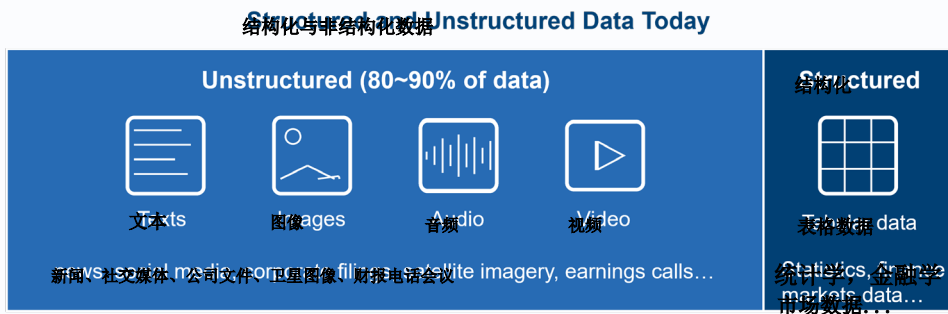 Structured and Unstructured Data Today
结构化与非结构化数据
Unstructured (80~90% of data)
Structured
结构化
Texts
文本
Images
图像
Audio
音频
Video
视频
Tabular data
表格数据
News, social media, corporate filings, satellite imagery, earnings calls…
新闻、社交媒体、公司文件、卫星图像、财报电话会议
Statistics, finance
统计学，金融学
markets data…
市场数据...